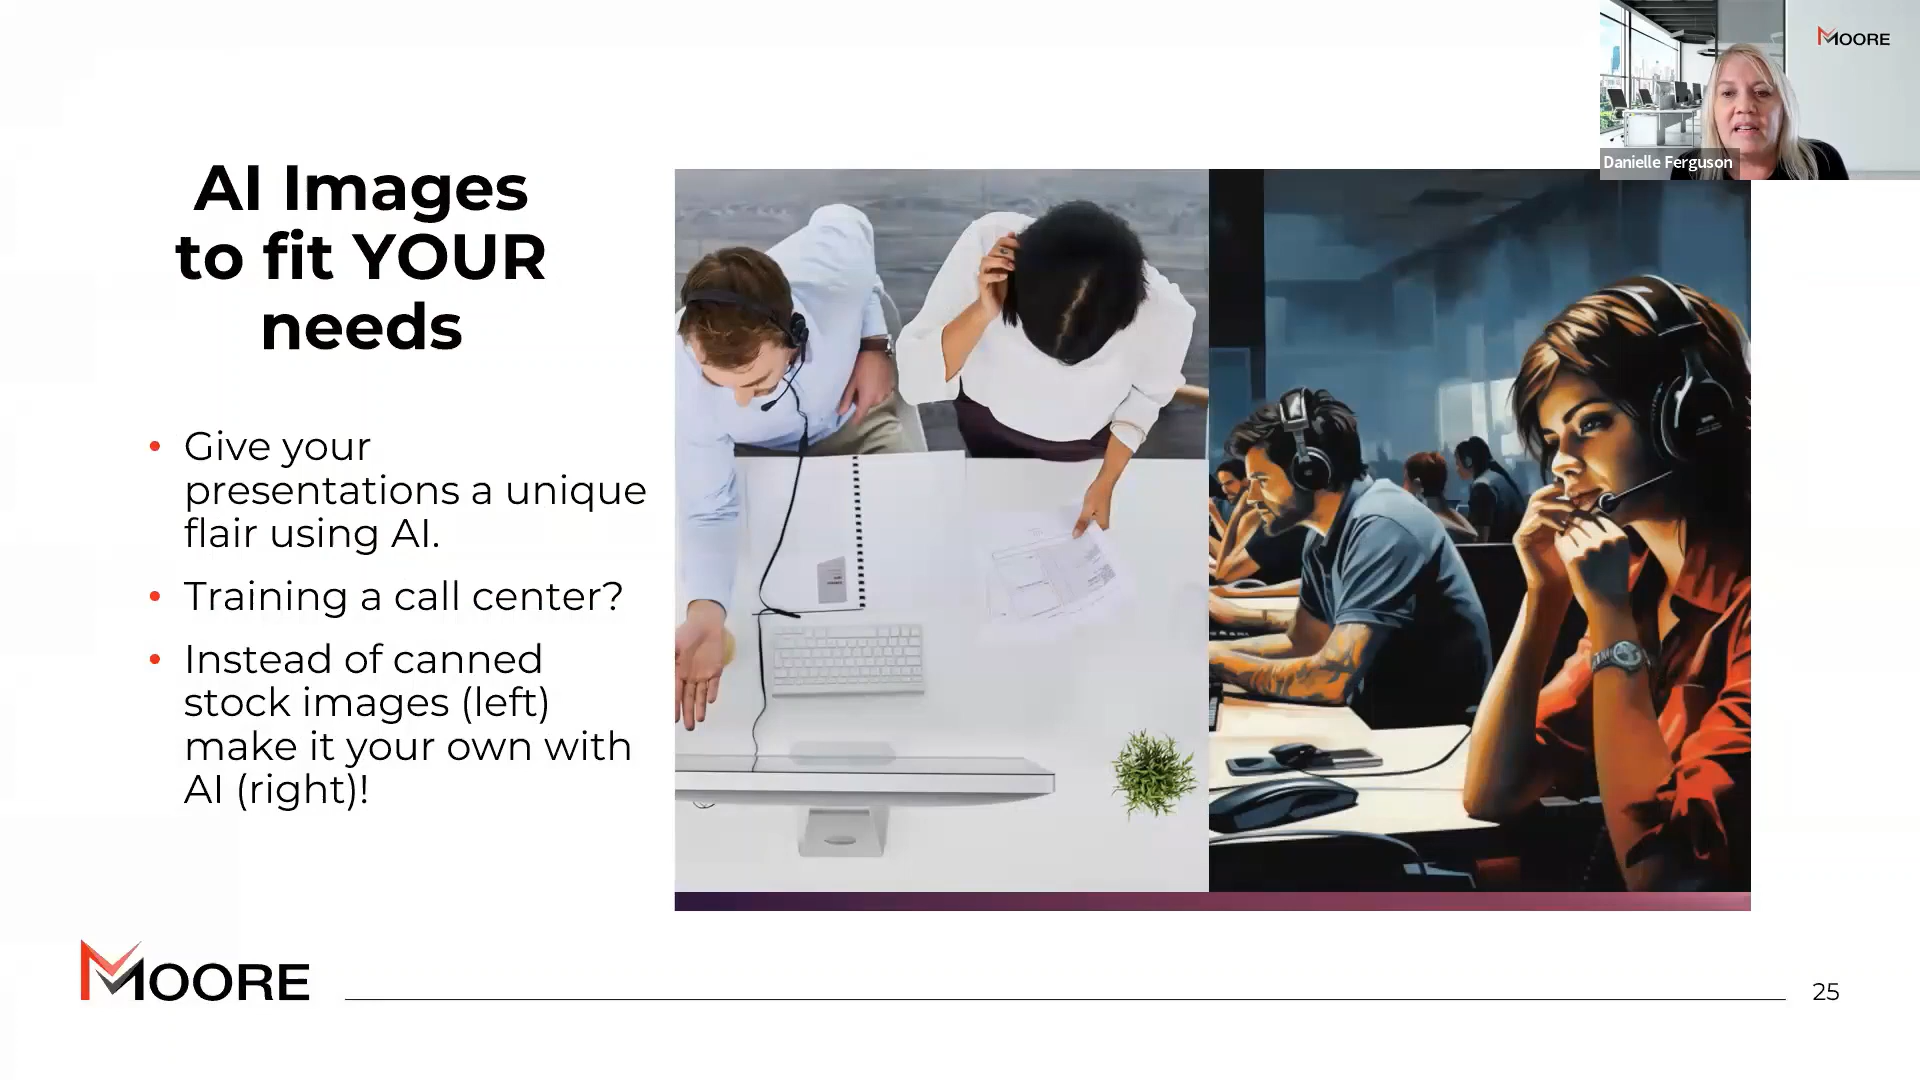 MOORE
Danielle Ferguson
AI Images
to fit YOUR
needs
• Give your
presentations a unique
flair using AI.
• Training a call center?
• Instead of canned
stock images (left)
make it your own with
AI (right)!
MOORE
25